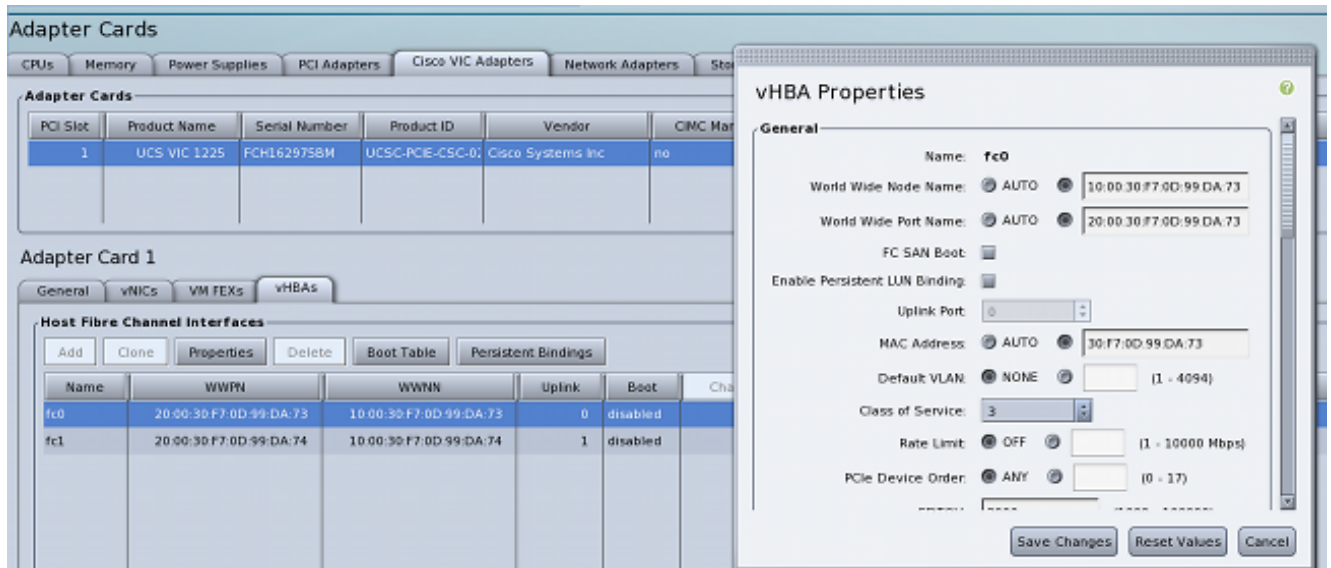 Adapter Cards
CPUs Memory Power Supplies PCI Adapters Cisco VIC Adapters Network Adapters
Adapter Cards
PCI Slot Product Name Serial Number Product ID Vendor CIMC
1 UCS VIC 1225 FCH1629758M UCSC-PCIE-CSC-02 Cisco Systems Inc no
Adapter Card 1
General vNICs VM FEXs vHBAs
Host Fibre Channel Interfaces
Add Clone Properties Delete Boot Table Persistent Bindings
Name WWPN WWNN Uplink Boot
fc0 20:00:30:F7:0D:99:DA:73 10:00:30:F7:0D:99:DA:73 0 disabled
fc1 20:00:30:F7:0D:99:DA:74 10:00:30:F7:0D:99:DA:74 1 disabled
vHBA Properties
General
Name: fc0
World Wide Node Name: AUTO 10:00:30:F7:0D:99:DA:73
World Wide Port Name: AUTO 20:00:30:F7:0D:99:DA:73
FC SAN Boot:
Enable Persistent LUN Binding:
Uplink Port: 0
MAC Address: AUTO 30:F7:0D:99:DA:73
Default VLAN: NONE (1 - 4094)
Class of Service: 3
Rate Limit: OFF (1 - 10000 Mbps)
PCIe Device Order: ANY (0 - 17)
Save Changes Reset Values Cancel